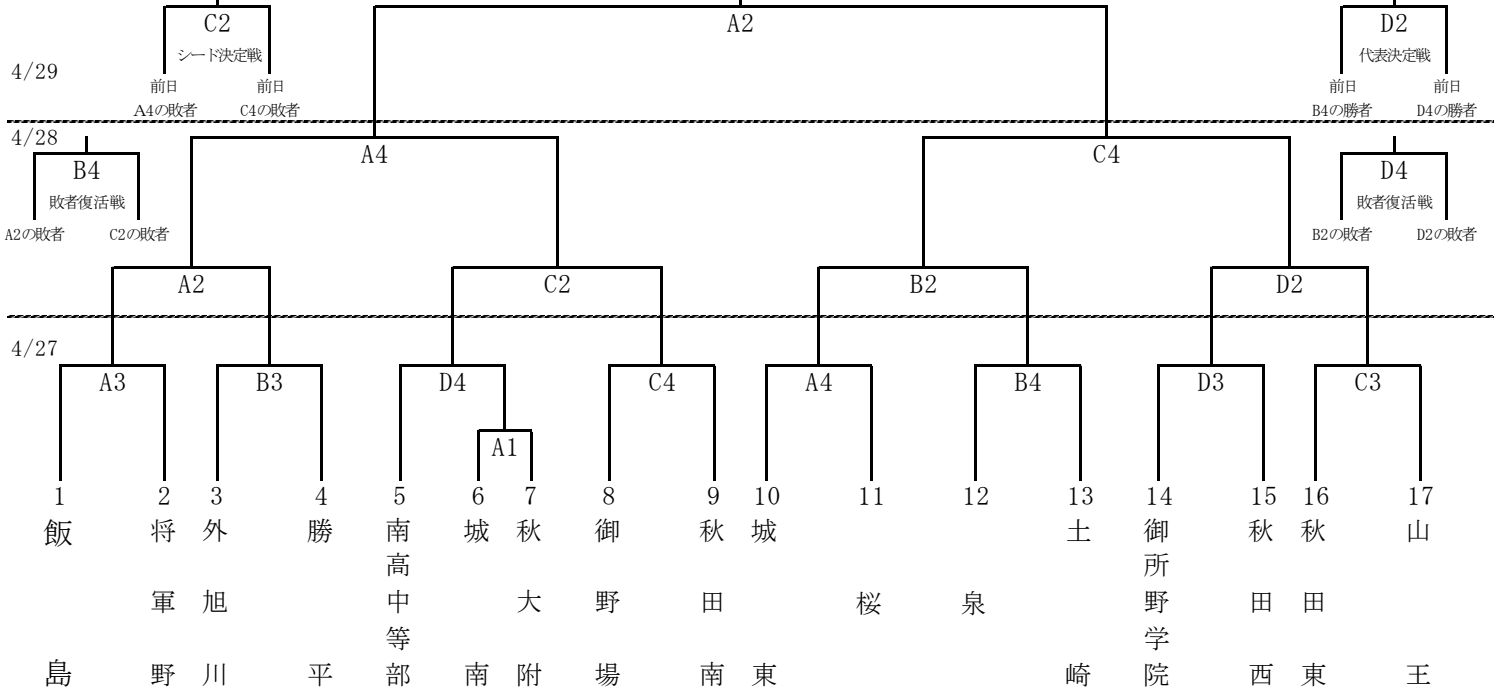 C2
A2
D2
シード決定戦
代表決定戦
4/29
前日
A4の敗者
前日
C4の敗者
前日
B4の勝者
前日
D4の勝者
4/28
A4
C4
B4
敗者復活戦
D4
敗者復活戦
A2の敗者
C2の敗者
B2の敗者
D2の敗者
A2
C2
B2
D2
4/27
A3
B3
D4
C4
A4
B4
D3
C3
A1
1
2
3
4
5
6
7
8
9
10
11
12
13
14
15
16
17
飯島
将軍野
外旭川
勝平
南高中等部
城南
秋大附
御野場
秋田南
城東
桜
泉
土崎
御所野学院
秋田西
秋田東
山王